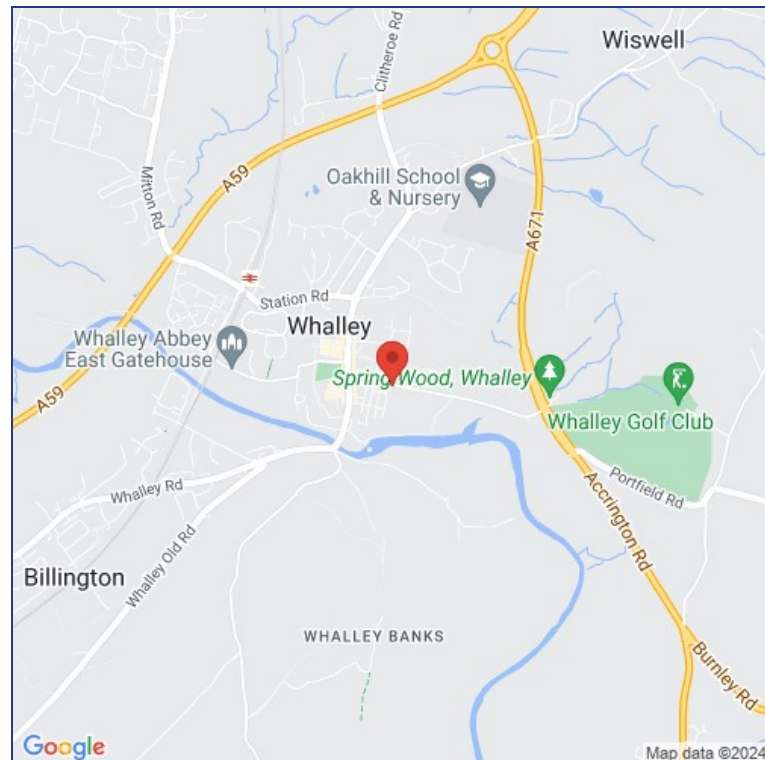 Wiswell
Clitheroe Rd
Oakhill School
& Nursery
Mitton Rd
A59
A671
Station Rd
Whalley
Whalley Abbey
East Gatehouse
Spring Wood, Whalley
A59
Whalley Golf Club
Portfield Rd
Whalley Rd
Accrington Rd
Whalley Old Rd
Billington
WHALLEY BANKS
Burnley Rd
Google
Map data ©2024